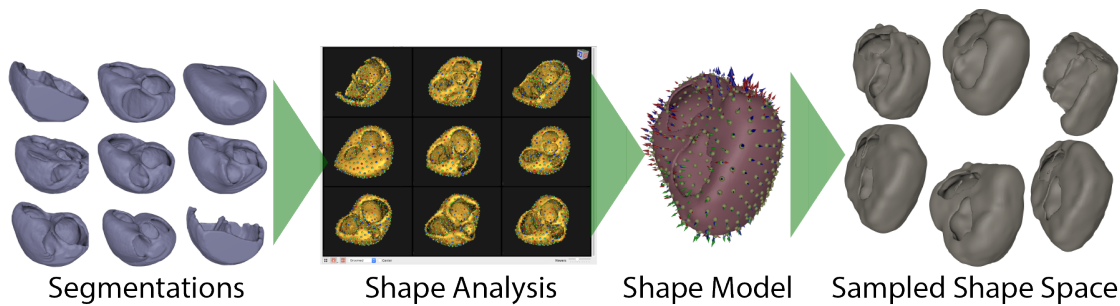 Segmentations
Shape Analysis
Shape Model
Sampled Shape Space